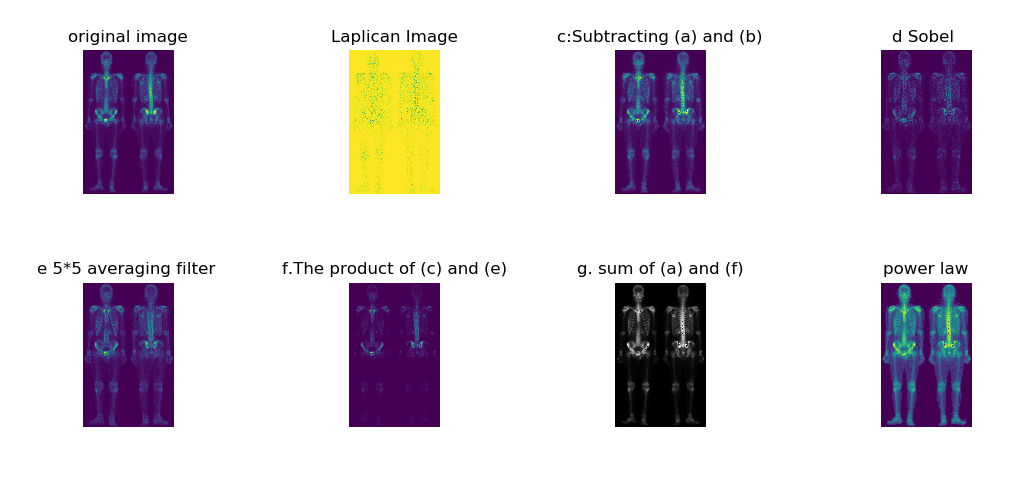 original image
Laplican Image
c:Subtracting (a) and (b)
d Sobel
e 5*5 averaging filter
f.The product of (c) and (e)
g. sum of (a) and (f)
power law